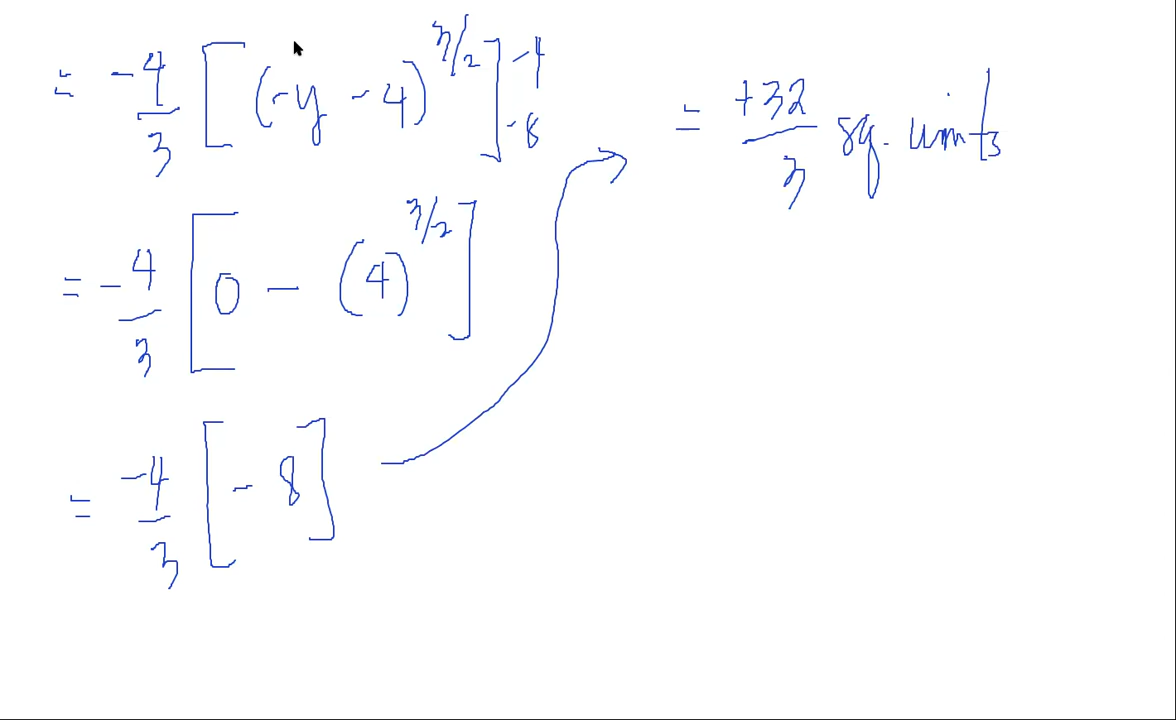 = -4/3 [(-y - 4)^{3/2}]_{-8}^{-4}
= -4/3 [0 - (4)^{3/2}]
= -4/3 [- 8]
= +32/3 sq. units